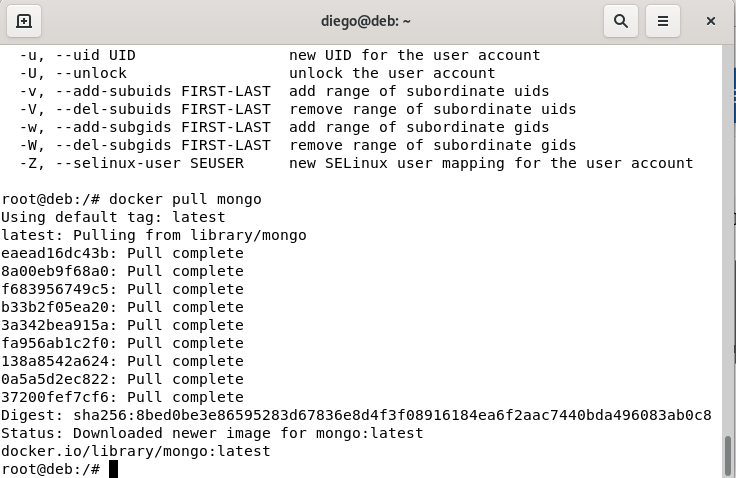 diego@deb: ~
-u, --uid UID                 new UID for the user account
-U, --unlock                  unlock the user account
-v, --add-subuids FIRST-LAST  add range of subordinate uids
-V, --del-subuids FIRST-LAST  remove range of subordinate uids
-w, --add-subgids FIRST-LAST  add range of subordinate gids
-W, --del-subgids FIRST-LAST  remove range of subordinate gids
-Z, --selinux-user SEUSER     new SELinux user mapping for the user account
root@deb:/# docker pull mongo
Using default tag: latest
latest: Pulling from library/mongo
eaead16dc43b: Pull complete
8a00eb9f68a0: Pull complete
f683956749c5: Pull complete
b33b2f05ea20: Pull complete
3a342bea915a: Pull complete
fa956ab1c2f0: Pull complete
138a8542a624: Pull complete
0a5a5d2ec822: Pull complete
37200fef7cf6: Pull complete
Digest: sha256:8bed0be3e86595283d67836e8d4f3f08916184ea6f2aac7440bda496083ab0c8
Status: Downloaded newer image for mongo:latest
docker.io/library/mongo:latest
root@deb:/#